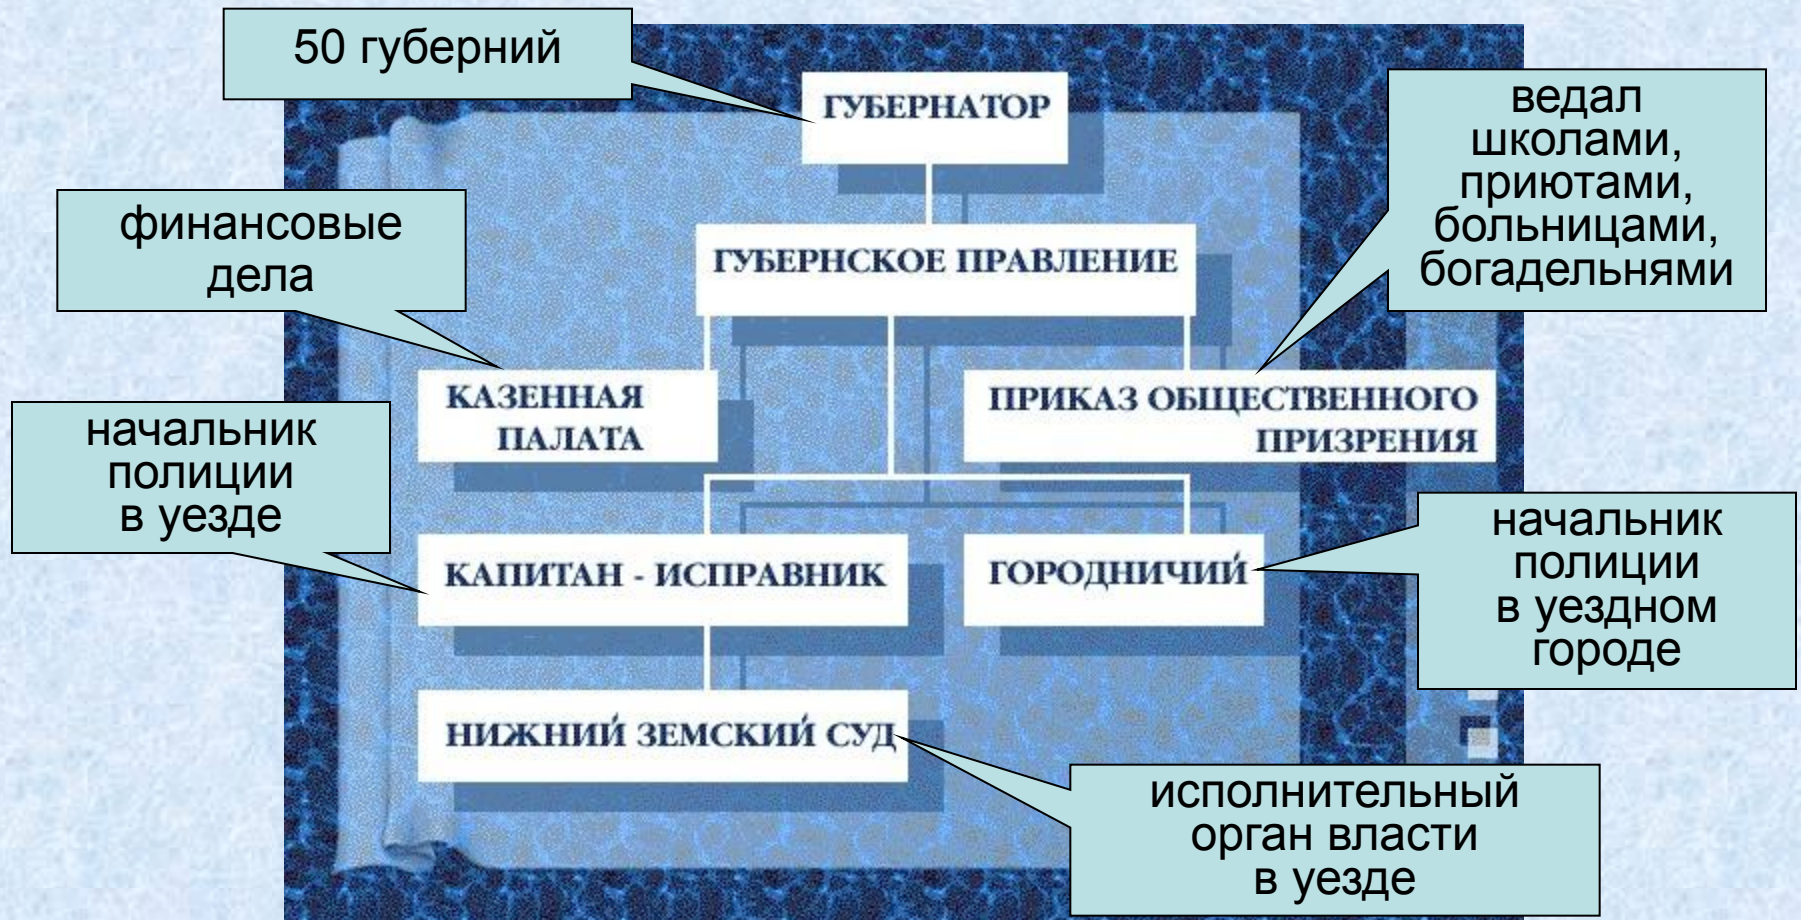 50 губерний
ГУБЕРНАТОР
ведал
школами,
приютами,
больницами,
богадельнями
финансовые
дела
ГУБЕРНСКОЕ ПРАВЛЕНИЕ
КАЗЕННАЯ
ПАЛАТА
ПРИКАЗ ОБЩЕСТВЕННОГО
ПРИЗРЕНИЯ
начальник
полиции
в уезде
КАПИТАН - ИСПРАВНИК
ГОРОДНИЧИЙ
начальник
полиции
в уездном
городе
НИЖНИЙ ЗЕМСКИЙ СУД
исполнительный
орган власти
в уезде